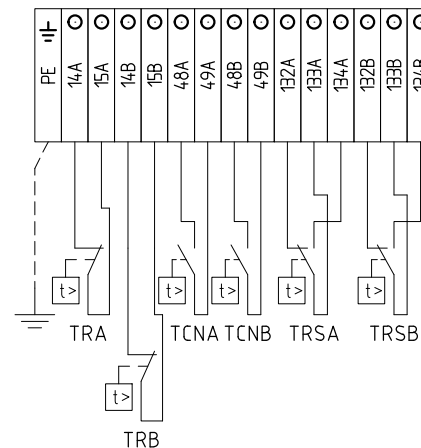 PE 14A 15A 14B 15B 48A 49A 48B 49B 132A 133A 134A 132B 133B 134B
t> t> t> t> t>
TRA TCNA TCNB TRSA TRSB
t>
TRB